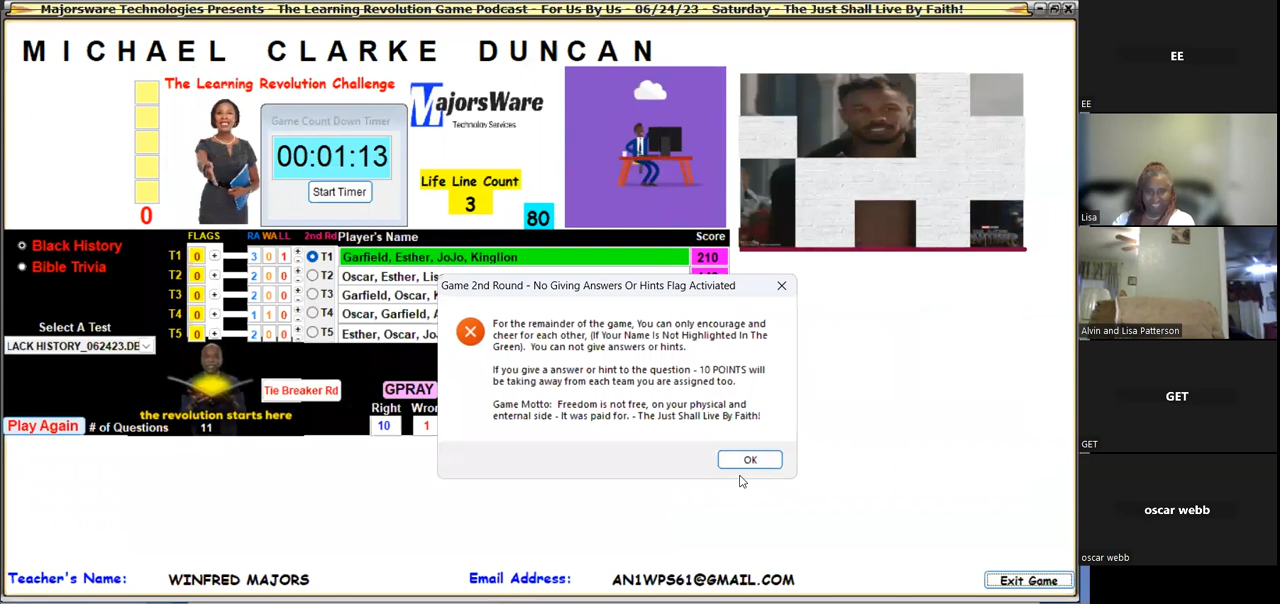 Majorsware Technologies Presents - The Learning Revolution Game Podcast - For Us By Us - 06/24/23 - Saturday - The Just Shall Live By Faith!
MICHAEL CLARKE DUNCAN
The Learning Revolution Challenge
Game Count Down Timer
00:01:13
Start Timer
0
MajorsWare
Technology Services
Life Line Count
3
80
Black History
Bible Trivia
Select A Test
LACK HISTORY_062423.DE
FLAGS RA WA LL 2nd Rd Player's Name Score
T1 0 + 3 0 1 T1 Garfield, Esther, JoJo, Kinglion 210
T2 0 + 2 0 0 T2 Oscar, Esther, Lis
T3 0 + 2 0 0 T3 Garfield, Oscar, K
T4 0 + 1 1 0 T4 Oscar, Garfield, A
T5 0 + 2 0 0 T5 Esther, Oscar, Jo
the revolution starts here
Tie Breaker Rd
GPRAY
Right Wro
10 1
Play Again # of Questions 11
Game 2nd Round - No Giving Answers Or Hints Flag Activiated
For the remainder of the game, You can only encourage and
cheer for each other, (If Your Name Is Not Highlighted In The
Green). You can not give answers or hints.
If you give a answer or hint to the question - 10 POINTS will
be taking away from each team you are assigned too.
Game Motto: Freedom is not free, on your physical and
enternal side - It was paid for. - The Just Shall Live By Faith!
OK
Teacher's Name: WINFRED MAJORS Email Address: AN1WPS61@GMAIL.COM
Exit Game
EE
EE
Lisa
Alvin and Lisa Patterson
GET
GET
oscar webb
oscar webb